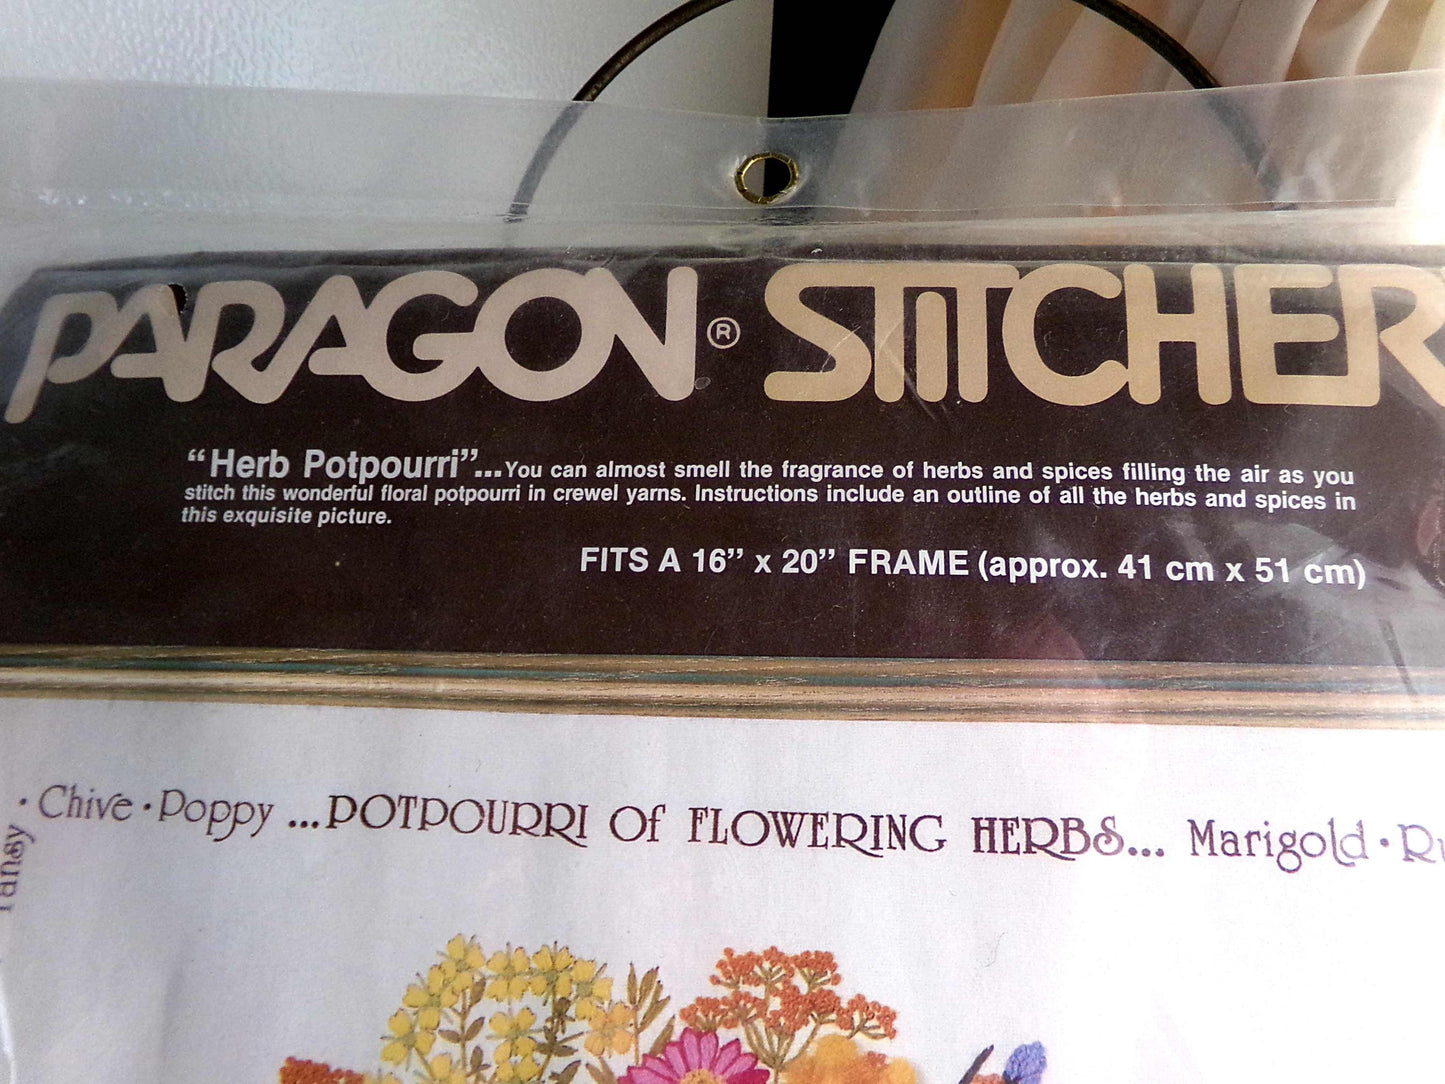 PARAGON® STITCHER
“Herb Potpourri”...You can almost smell the fragrance of herbs and spices filling the air as you
stitch this wonderful floral potpourri in crewel yarns. Instructions include an outline of all the herbs and spices in
this exquisite picture.
FITS A 16” x 20” FRAME (approx. 41 cm x 51 cm)
Tansy
• Chive • Poppy ...POTPOURRI Of FLOWERING HERBS... Marigold •